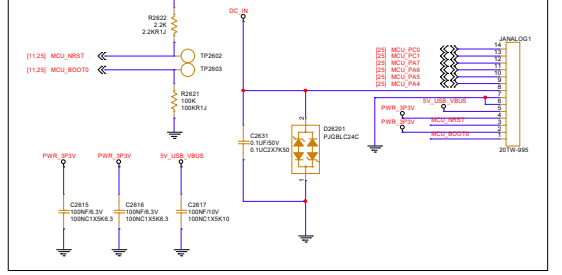 R2622
2.2K
2.2KR1J
DC_IN
[11,25] MCU_NRST
TP2602
[11,25] MCU_BOOT0
TP2603
R2621
100K
100KR1J
JANALOG1
[25] MCU_PC0
[25] MCU_PC1
[25] MCU_PA7
[25] MCU_PA6
[25] MCU_PA5
[25] MCU_PA4
14
13
12
11
10
9
8
7
6
5
4
3
2
1
5V_USB_VBUS
PWR_3P3V
MCU_NRST
PWR_3P3V
MCU_BOOT0
20TW-995
C2631
0.1UF/50V
0.1UC2X7K50
2
D26201
PJGBLC24C
1
PWR_3P3V
PWR_3P3V
5V_USB_VBUS
C2615
100NF/6.3V
100NC1X5K6.3
C2616
100NF/6.3V
100NC1X5K6.3
C2617
100NF/10V
100NC1X5K10